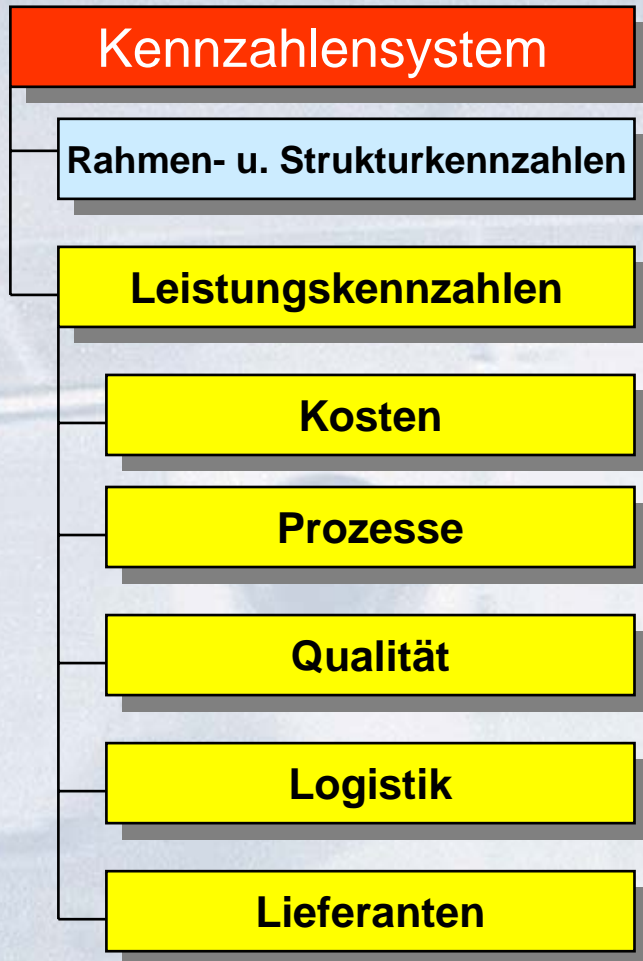 Kennzahlensystem
Rahmen- u. Strukturkennzahlen
Leistungskennzahlen
Kosten
Prozesse
Qualität
Logistik
Lieferanten